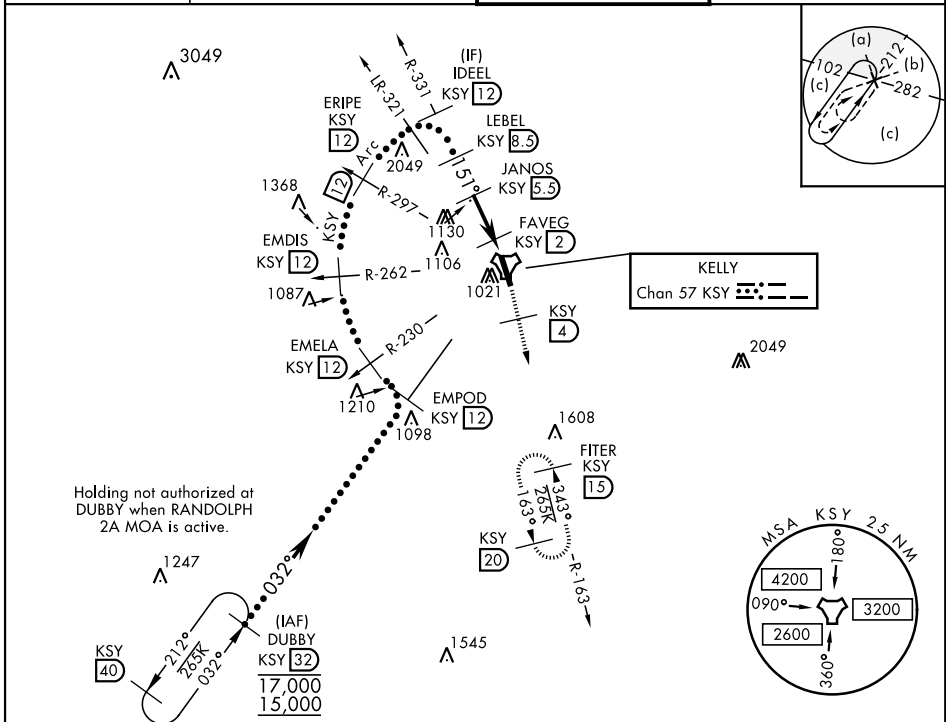 3049
R-331
(IF)
IDEEL
KSY 12
LR-321
ERIPE
KSY
12
LEBEL
KSY 8.5
Arc
2049
151°
JANOS
KSY 5.5
1368
12
KSY
R-297
1130
FAVEG
KSY 2
EMDIS
KSY 12
1106
R-262
1021
1087
KELLY
Chan 57 KSY
KSY
4
R-230
EMELA
KSY 12
2049
1210
EMPOD
KSY 12
1098
1608
FITER
KSY
15
343°
265K
163°
KSY
20
R-163
Holding not authorized at
DUBBY when RANDOLPH
2A MOA is active.
1247
032°
(IAF)
DUBBY
KSY 32
17,000
15,000
212°
265K
032°
KSY
40
1545
(a)
212
102
(b)
(c)
282
(c)
MSA KSY 25 NM
180°
4200
090°
3200
2600
360°